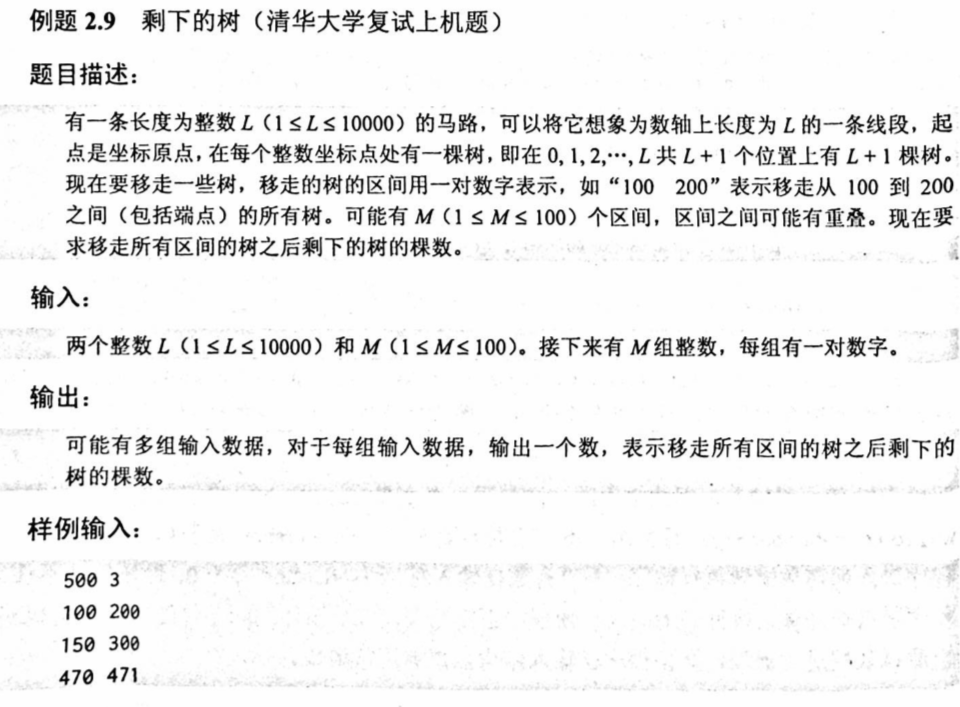 例题 2.9 剩下的树（清华大学复试上机题）
题目描述：
有一条长度为整数 L（1≤L≤10000）的马路，可以将它想象为数轴上长度为 L 的一条线段，起
点是坐标原点，在每个整数坐标点处有一棵树，即在 0, 1, 2,⋯, L 共 L + 1 个位置上有 L + 1 棵树。
现在要移走一些树，移走的树的区间用一对数字表示，如“100 200”表示移走从 100 到 200
之间（包括端点）的所有树。可能有 M（1 ≤ M ≤ 100）个区间，区间之间可能有重叠。现在要
求移走所有区间的树之后剩下的树的棵数。
输入：
两个整数 L（1≤L≤10000）和 M（1≤M≤100）。接下来有 M 组整数，每组有一对数字。
输出：
可能有多组输入数据，对于每组输入数据，输出一个数，表示移走所有区间的树之后剩下的
树的棵数。
样例输入：
500 3
100 200
150 300
470 471